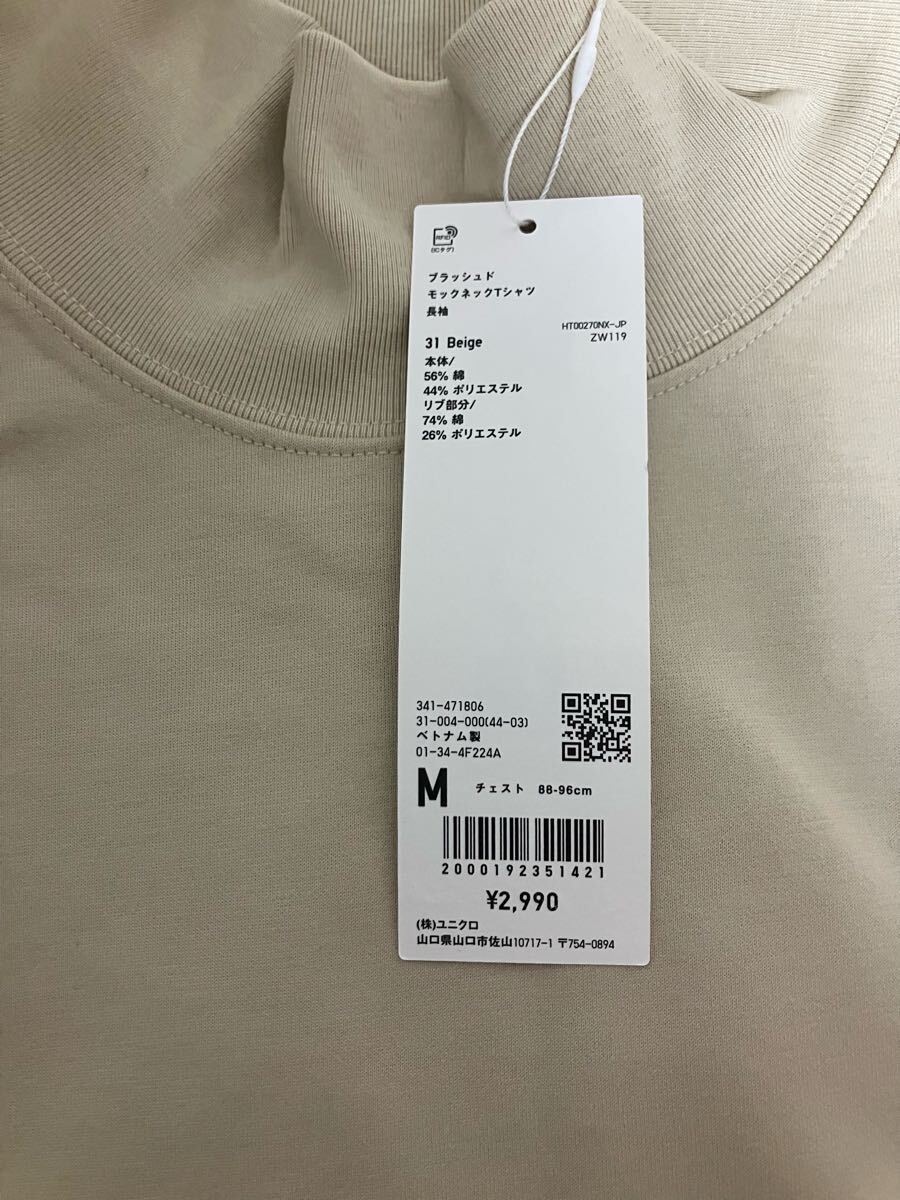 RFID
(ICタグ)
ブラッシュド
モックネックTシャツ
長袖
HT00270NX-JP
31 Beige
ZW119
本体/
56% 綿
44% ポリエステル
リブ部分/
74% 綿
26% ポリエステル
341-471806
31-004-000(44-03)
ベトナム製
01-34-4F224A
M チェスト 88-96cm
2000192351421
¥2,990
(株)ユニクロ
山口県山口市佐山10717-1 〒754-0894